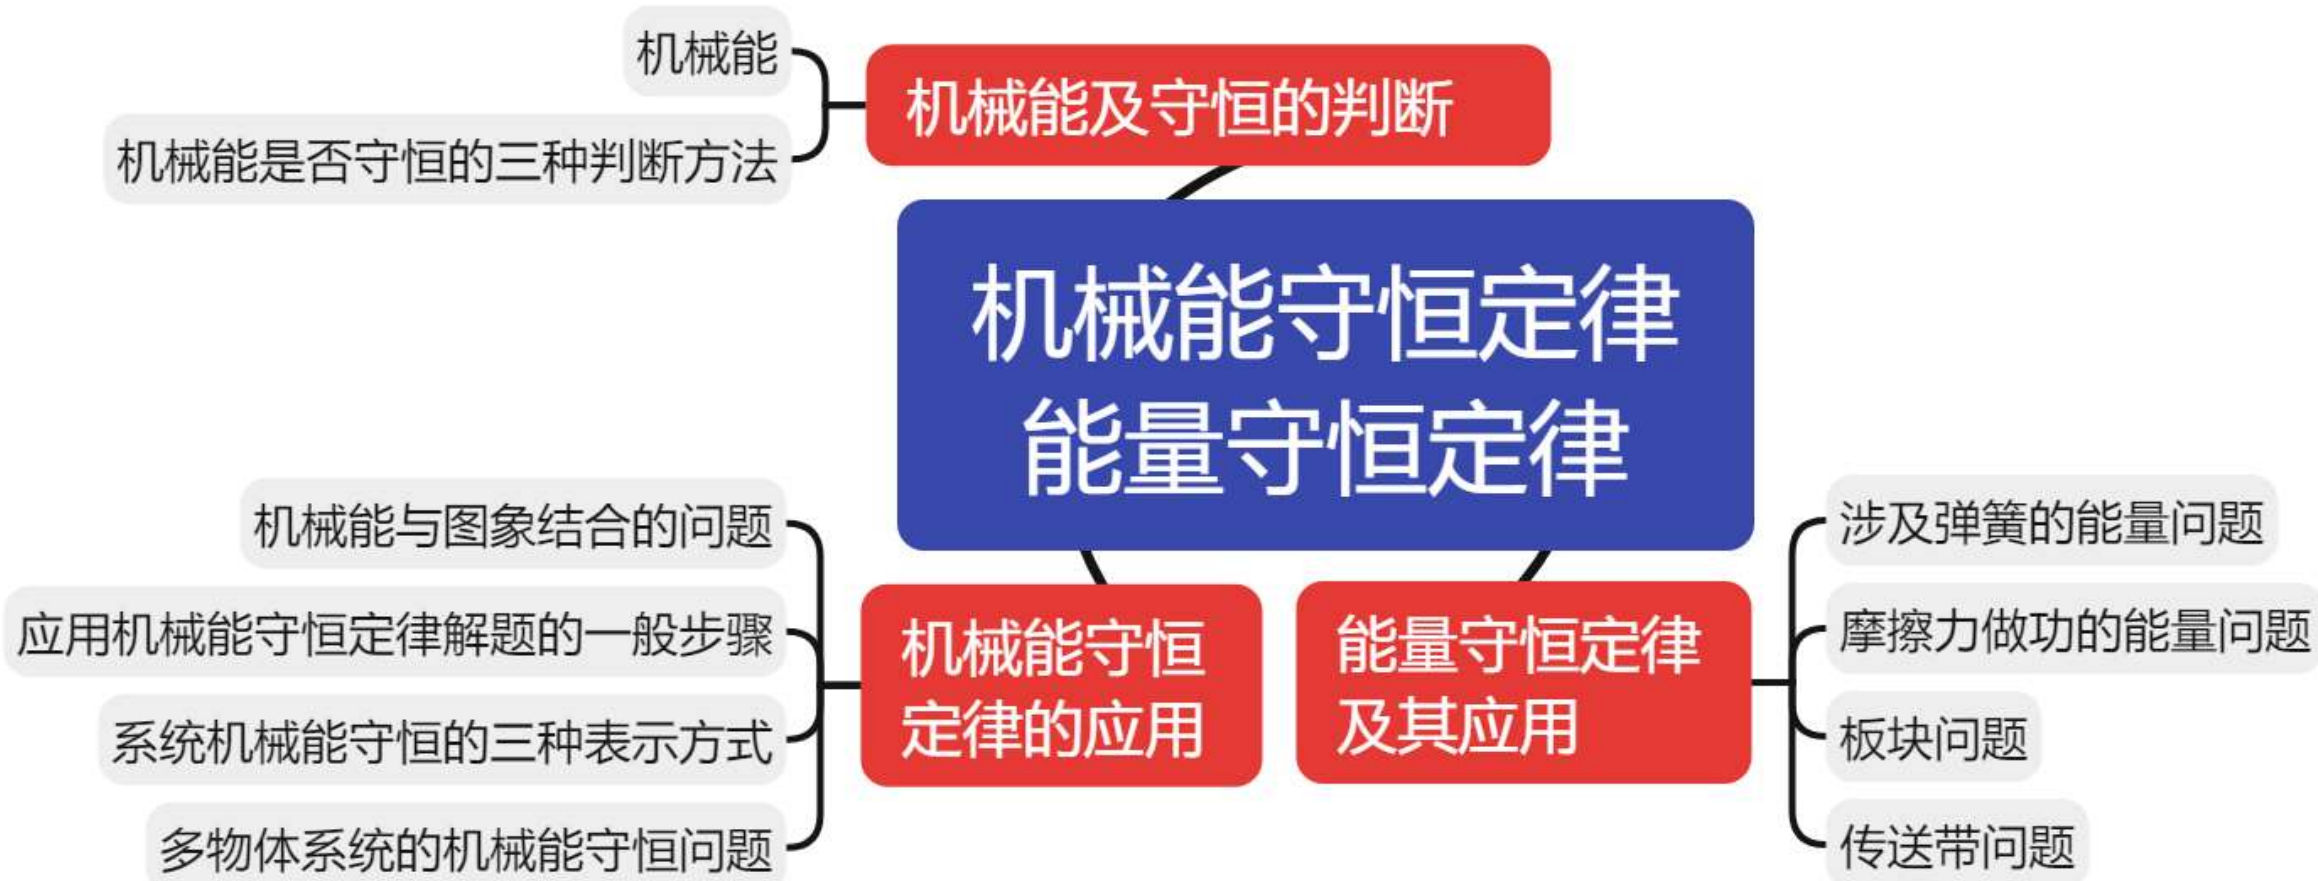 机械能
机械能是否守恒的三种判断方法
机械能及守恒的判断
机械能守恒定律
能量守恒定律
机械能与图象结合的问题
应用机械能守恒定律解题的一般步骤
系统机械能守恒的三种表示方式
多物体系统的机械能守恒问题
机械能守恒
定律的应用
能量守恒定律
及其应用
涉及弹簧的能量问题
摩擦力做功的能量问题
板块问题
传送带问题